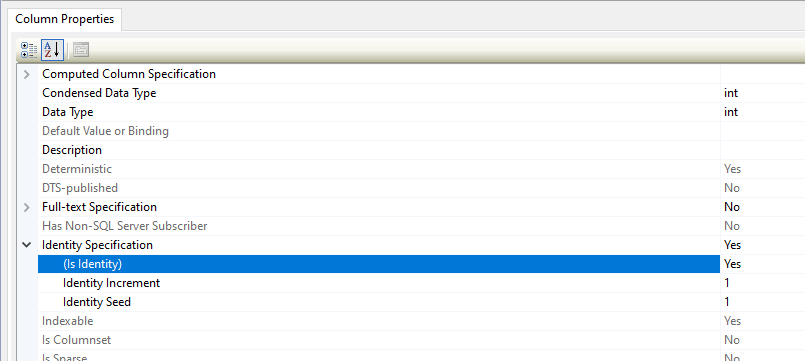 Column Properties
Computed Column Specification
Condensed Data Type int
Data Type int
Default Value or Binding
Description
Deterministic Yes
DTS-published No
Full-text Specification No
Has Non-SQL Server Subscriber No
Identity Specification Yes
(Is Identity) Yes
Identity Increment 1
Identity Seed 1
Indexable Yes
Is Columnset No
Is Sparse No